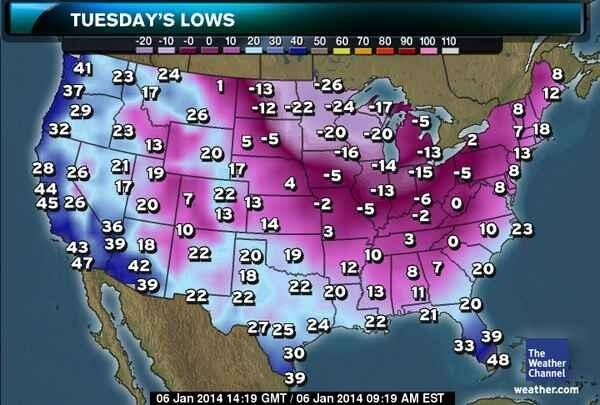 TUESDAY'S LOWS
-20 -10 -0 0 10 20 30 40 50 60 70 80 90 100 110
41 23 24 1 -13 -26 8
37 17 -12 -22 -24 -17 12
29 26 -5 8
32 23 13 5 -5 -20 -20 2 7 18
20 -16 -13 13
28 26 21 19 17 -5 -14 -15 -5 8
44 17 4 -13 8
45 26 20 7 22 13 -2 -5 -6 0
13 -2
36 10 14 3 10 23
43 39 18 22 20 19 10 3 0
47 42 18 12 8 7 20
39 22 22 22 20 13 11
27 25 24 22 21 20
30 33 39
39 48
The
Weather
Channel
weather.com
06 Jan 2014 14:19 GMT / 06 Jan 2014 09:19 AM EST